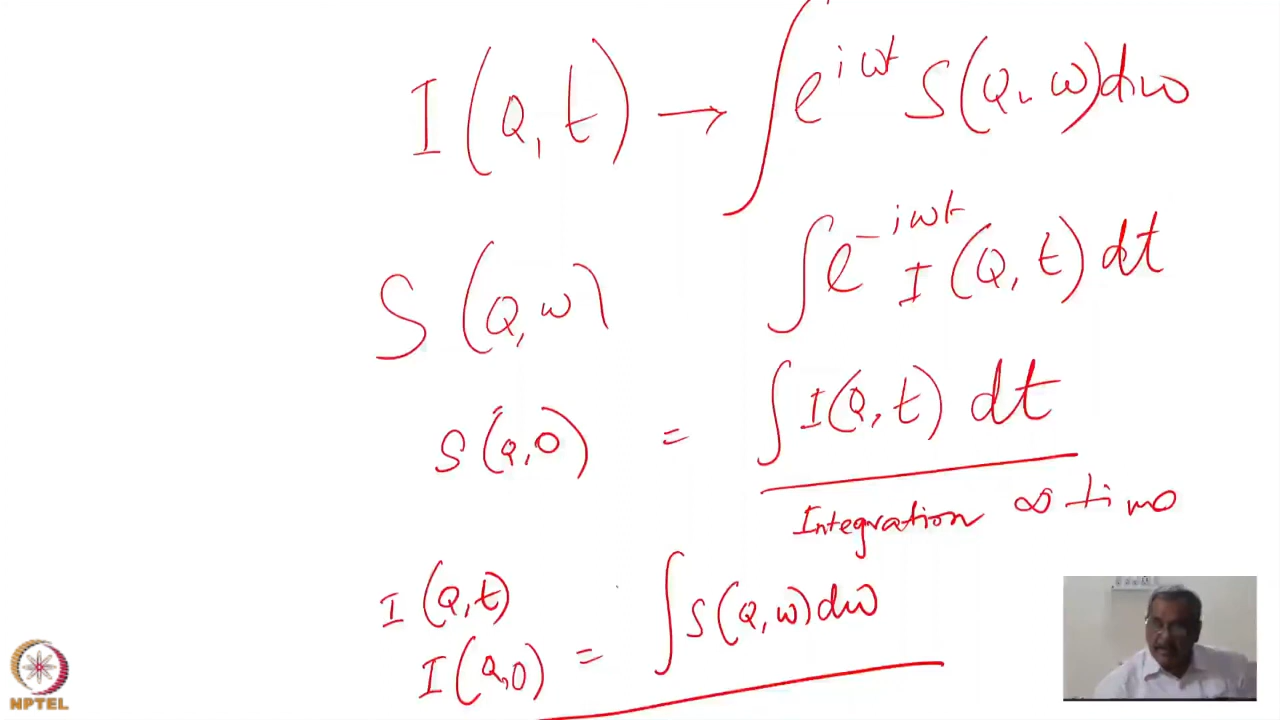 I(Q, t) → ∫ e^{iωt} S(Q, ω) dω
S(Q, ω) ∫ e^{-iωt} I(Q, t) dt
S(Q, 0) = ∫ I(Q, t) dt
Integration ∞ time
I(Q, t)
I(Q, 0) = ∫ S(Q, ω) dω
NPTEL